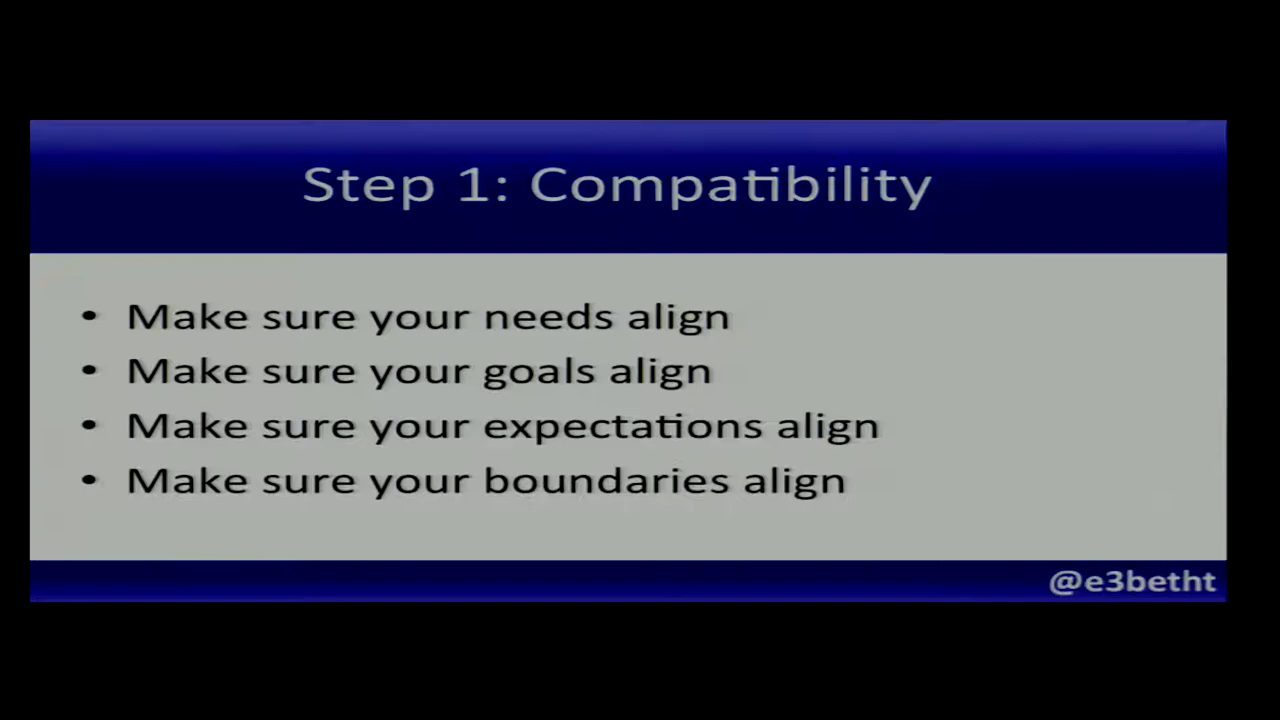 Step 1: Compatibility
• Make sure your needs align
• Make sure your goals align
• Make sure your expectations align
• Make sure your boundaries align
@e3betht